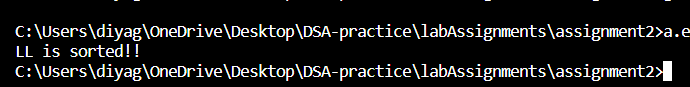 C:\Users\diyag\OneDrive\Desktop\DSA-practice\labAssignments\assignment2>a.e
LL is sorted!!
C:\Users\diyag\OneDrive\Desktop\DSA-practice\labAssignments\assignment2>